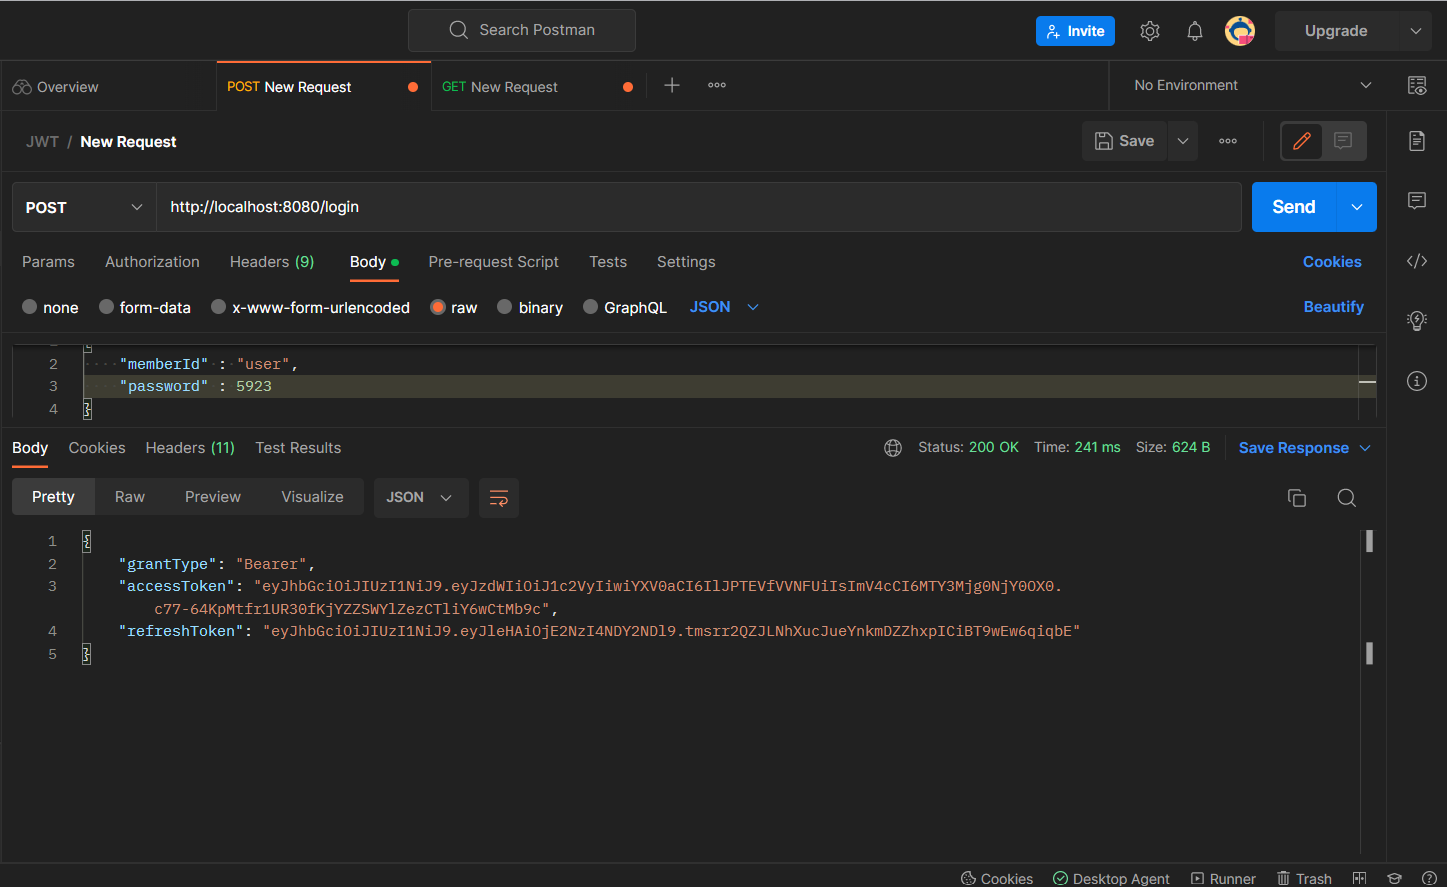 Search Postman
Invite
Upgrade
Overview
POST New Request
GET New Request
No Environment
JWT / New Request
Save
POST
http://localhost:8080/login
Send
Params Authorization Headers (9) Body Pre-request Script Tests Settings Cookies
none form-data x-www-form-urlencoded raw binary GraphQL JSON Beautify
2 "memberId" : "user",
3 "password" : 5923
4 }
Body Cookies Headers (11) Test Results Status: 200 OK Time: 241 ms Size: 624 B Save Response
Pretty Raw Preview Visualize JSON
1 {
2 "grantType": "Bearer",
3 "accessToken": "eyJhbGciOiJIUzI1NiJ9.eyJzdWIiOiJ1c2VyIiwiYXV0aCI6IlJPTEVfVVNFUiIsImV4cCI6MTY3Mjg0NjY0OX0.
c77-64KpMtfr1UR30fKjYZZSWYlZezCTliY6wCtMb9c",
4 "refreshToken": "eyJhbGciOiJIUzI1NiJ9.eyJleHAiOjE2NzI4NDY2NDl9.tmsrr2QZJLNhXucJueYnkmDZZhxpICiBT9wEw6qiqbE"
5 }
Cookies Desktop Agent Runner Trash